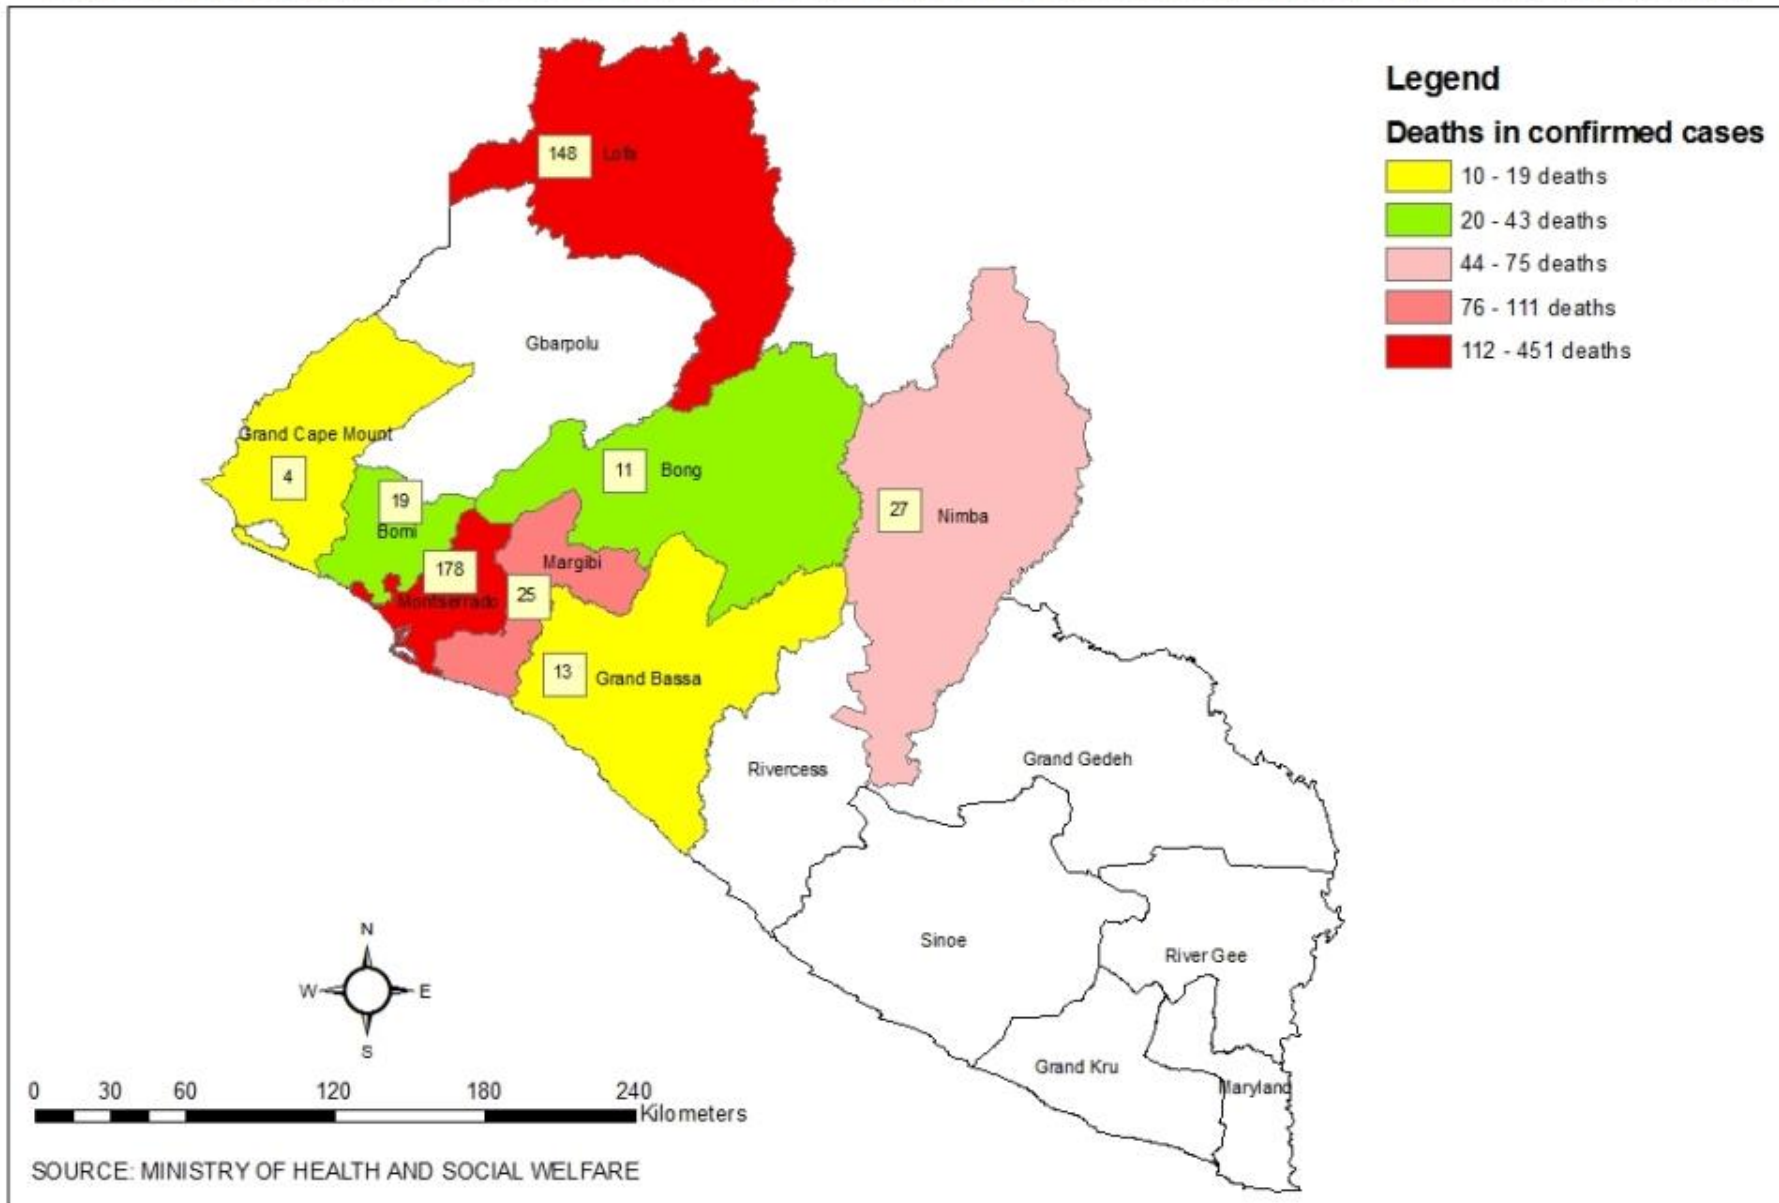 Legend
Deaths in confirmed cases
10 - 19 deaths
20 - 43 deaths
44 - 75 deaths
76 - 111 deaths
112 - 451 deaths
148 Lofa
Gbarpolu
Grand Cape Mount
4
19
Bomi
11 Bong
27 Nimba
178
Montserrado
Margibi
25
13 Grand Bassa
Rivercess
Grand Gedeh
Sinoe
River Gee
Grand Kru
Maryland
N
W E
S
0 30 60 120 180 240
Kilometers
SOURCE: MINISTRY OF HEALTH AND SOCIAL WELFARE